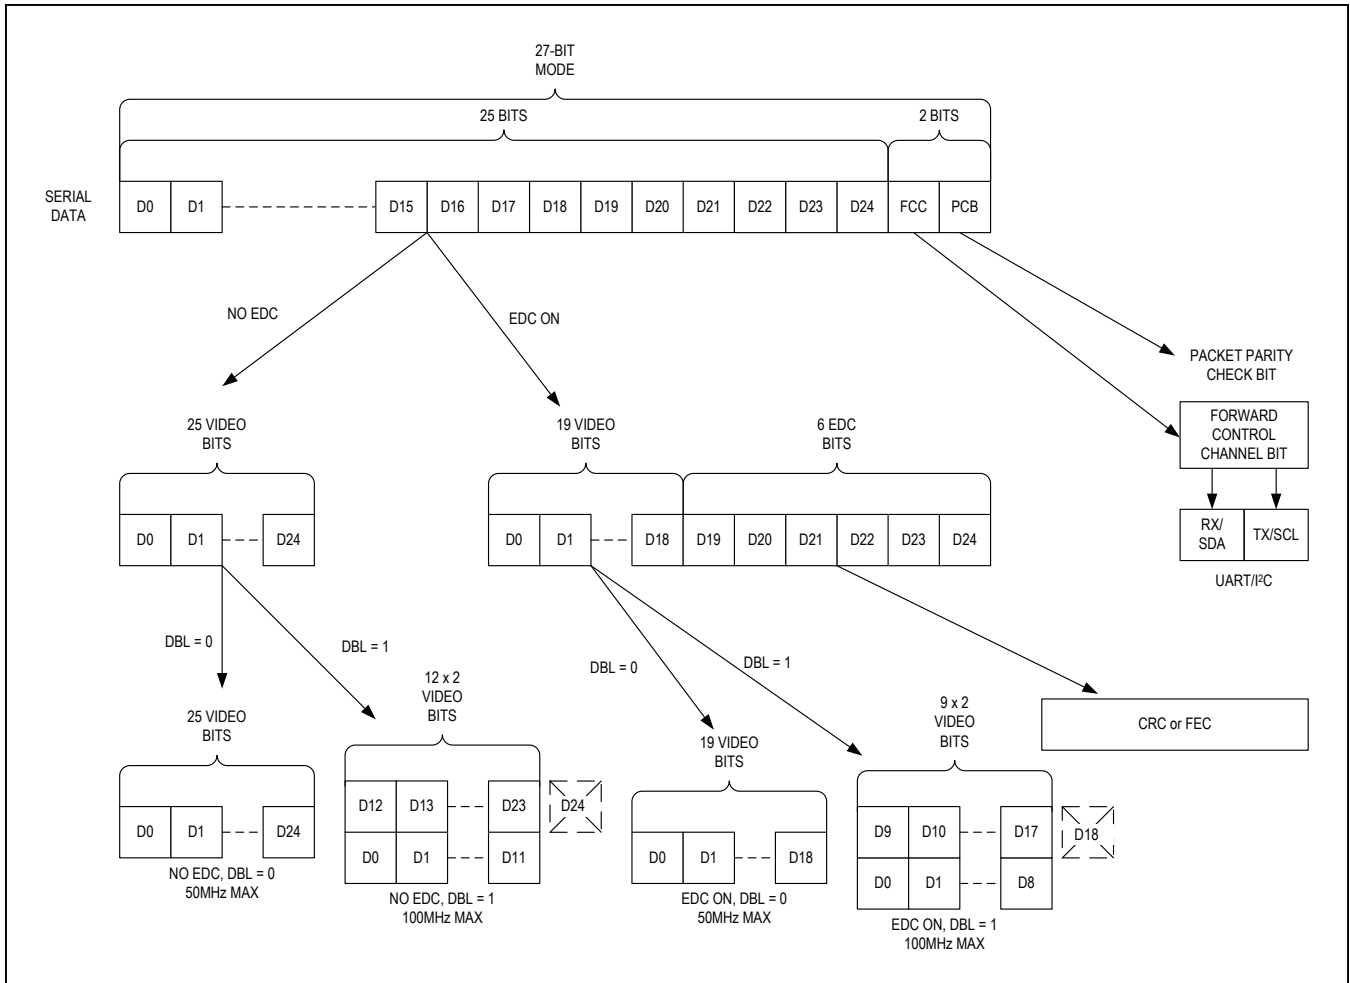 27-BIT
MODE
25 BITS
2 BITS
SERIAL
DATA
D0 D1 D15 D16 D17 D18 D19 D20 D21 D22 D23 D24 FCC PCB
NO EDC
EDC ON
PACKET PARITY
CHECK BIT
25 VIDEO
BITS
19 VIDEO
BITS
6 EDC
BITS
FORWARD
CONTROL
CHANNEL BIT
D0 D1 D24
D0 D1 D18 D19 D20 D21 D22 D23 D24
RX/
SDA
TX/SCL
UART/I²C
DBL = 0
DBL = 1
DBL = 0
DBL = 1
25 VIDEO
BITS
12 x 2
VIDEO
BITS
19 VIDEO
BITS
9 x 2
VIDEO
BITS
CRC or FEC
D0 D1 D24
NO EDC, DBL = 0
50MHz MAX
D12 D13 D23 D24
D0 D1 D11
NO EDC, DBL = 1
100MHz MAX
D0 D1 D18
EDC ON, DBL = 0
50MHz MAX
D9 D10 D17 D18
D0 D1 D8
EDC ON, DBL = 1
100MHz MAX